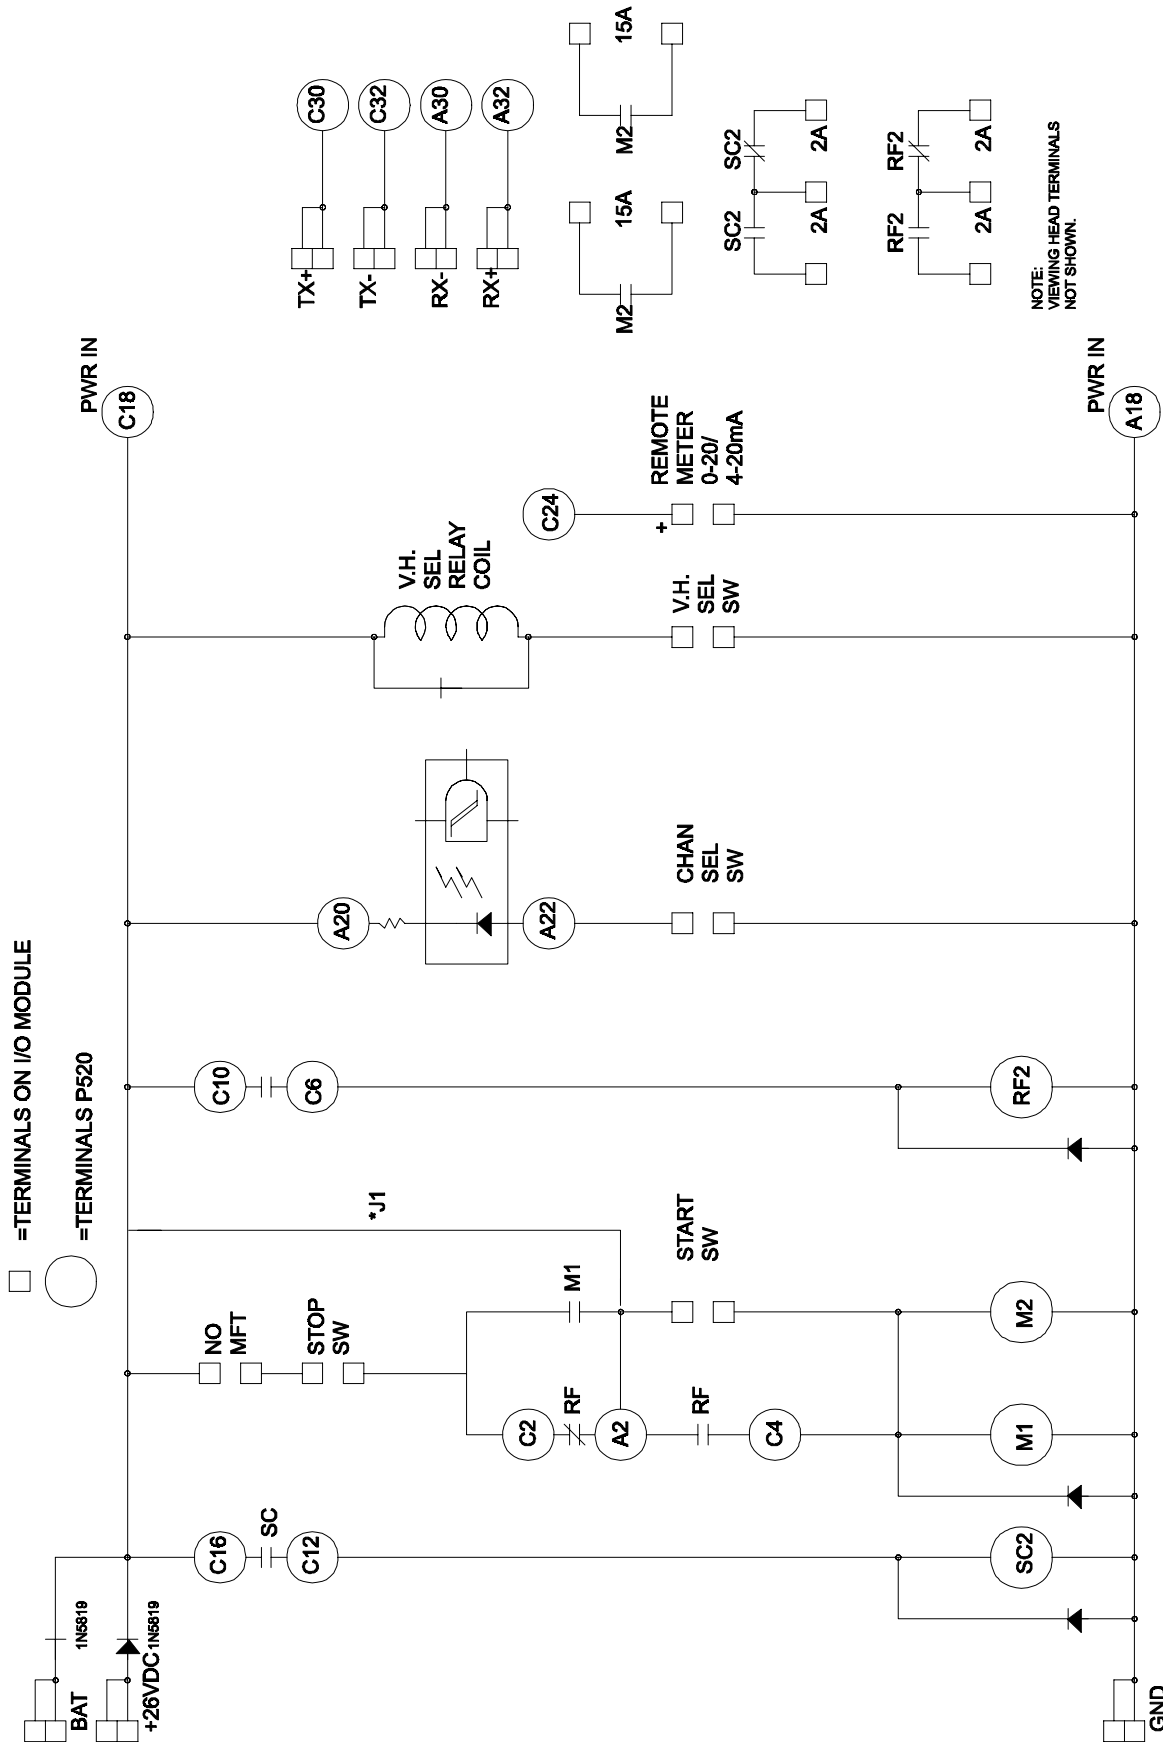 =TERMINALS ON I/O MODULE
=TERMINALS P520
BAT
1N5819
+26VDC
1N5819
GND
C16
SC
C12
SC2
NO
MFT
STOP
SW
C2
RF
A2
RF
C4
M1
M1
M2
START
SW
*J1
C10
C6
RF2
A20
A22
CHAN
SEL
SW
V.H.
SEL
RELAY
COIL
V.H.
SEL
SW
C24
+
REMOTE
METER
0-20/
4-20mA
PWR IN
C18
PWR IN
A18
TX+
C30
TX-
C32
RX-
A30
RX+
A32
M2
15A
M2
15A
SC2
SC2
2A
2A
RF2
RF2
2A
2A
NOTE:
VIEWING HEAD TERMINALS
NOT SHOWN.